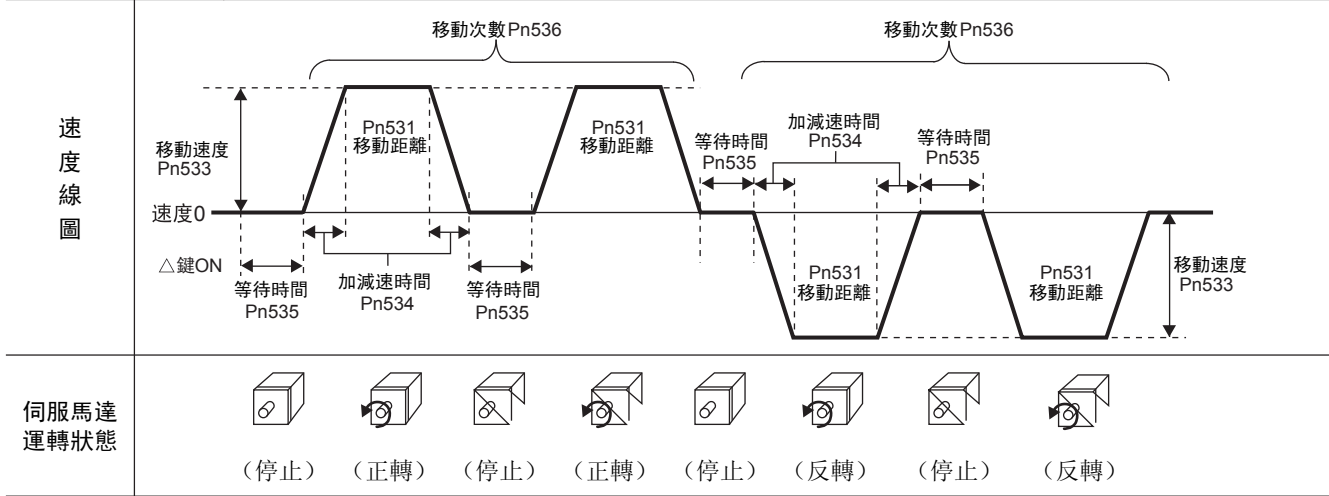 移動次數Pn536
移動次數Pn536
速度線圖
移動速度
Pn533
Pn531
移動距離
Pn531
移動距離
等待時間
Pn535
加減速時間
Pn534
等待時間
Pn535
速度0
△鍵ON
等待時間
Pn535
加減速時間
Pn534
等待時間
Pn535
Pn531
移動距離
Pn531
移動距離
移動速度
Pn533
伺服馬達
運轉狀態
（停止）（正轉）（停止）（正轉）（停止）（反轉）（停止）（反轉）